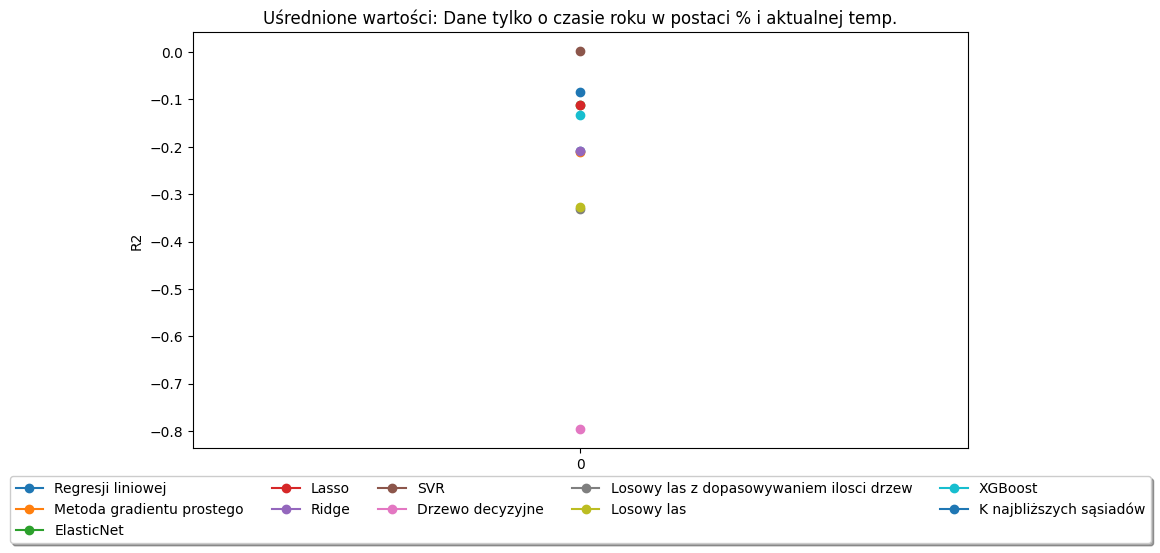 Uśrednione wartości: Dane tylko o czasie roku w postaci % i aktualnej temp.
R2
0.0
−0.1
−0.2
−0.3
−0.4
−0.5
−0.6
−0.7
−0.8
0
Regresji liniowej
Metoda gradientu prostego
ElasticNet
Lasso
Ridge
SVR
Drzewo decyzyjne
Losowy las z dopasowywaniem ilosci drzew
Losowy las
XGBoost
K najbliższych sąsiadów